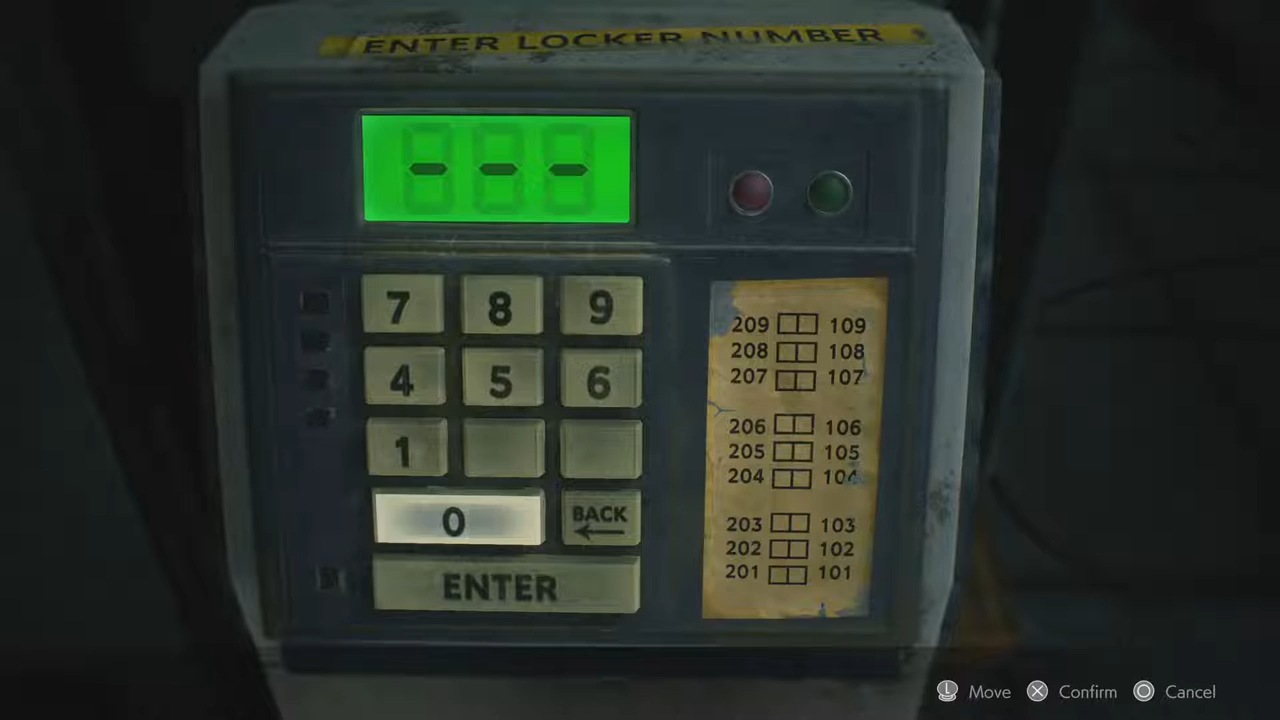 ENTER LOCKER NUMBER
- - -
7 8 9
4 5 6
1
0 BACK
ENTER
209 109
208 108
207 107
206 106
205 105
204 104
203 103
202 102
201 101
L Move Confirm Cancel